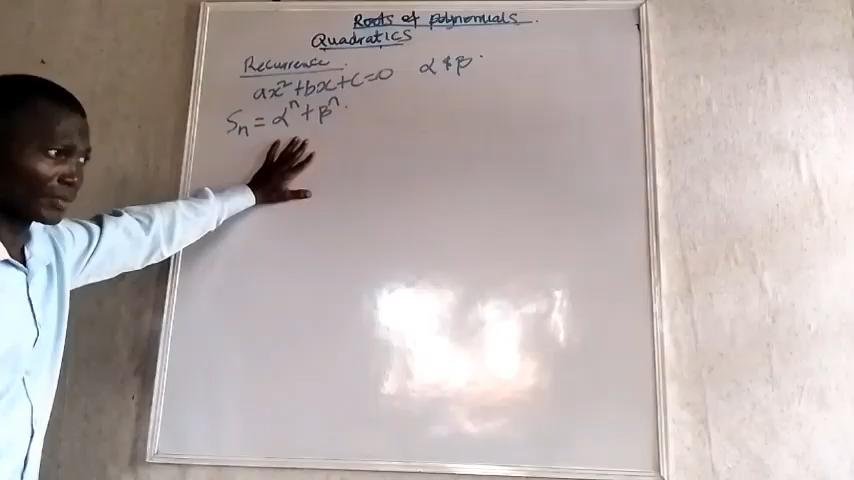 Roots of polynomials.
Quadratics
Recurrence.
ax² + bx + c = 0 α & β.
Sₙ = αⁿ + βⁿ.